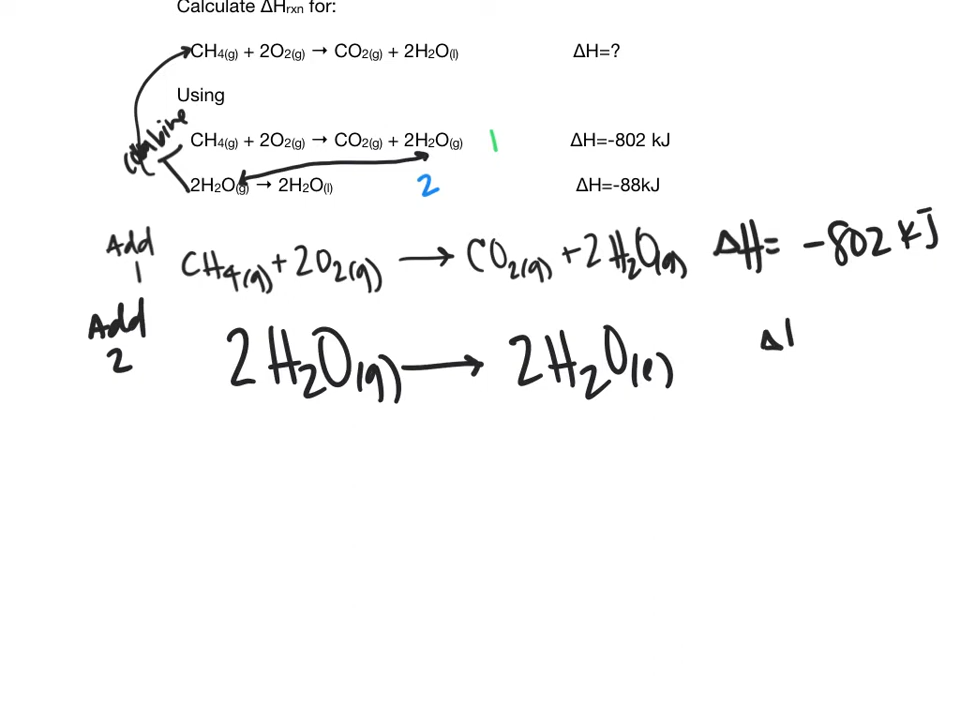 Calculate ΔHrxn for:
CH4(g) + 2O2(g) → CO2(g) + 2H2O(l) ΔH=?
Using
combine
CH4(g) + 2O2(g) → CO2(g) + 2H2O(g) 1 ΔH=-802 kJ
2H2O(g) → 2H2O(l) 2 ΔH=-88kJ
Add 1 CH4(g) + 2O2(g) → CO2(g) + 2H2O(g) ΔH= -802 kJ
Add 2 2H2O(g) → 2H2O(l) Δl